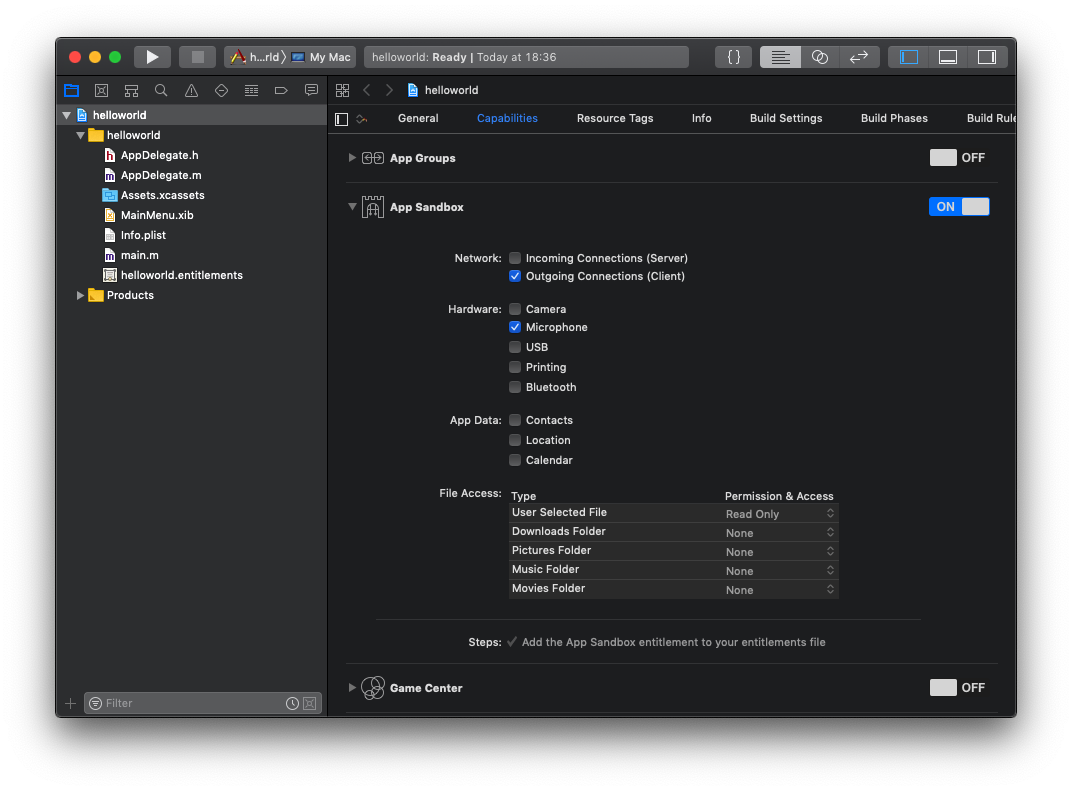 h...rld My Mac
helloworld: Ready | Today at 18:36
{ }
helloworld
helloworld
helloworld
AppDelegate.h
AppDelegate.m
Assets.xcassets
MainMenu.xib
Info.plist
main.m
helloworld.entitlements
Products
Filter
General Capabilities Resource Tags Info Build Settings Build Phases Build Rule
App Groups OFF
App Sandbox ON
Network: Incoming Connections (Server)
Outgoing Connections (Client)
Hardware: Camera
Microphone
USB
Printing
Bluetooth
App Data: Contacts
Location
Calendar
File Access: Type Permission & Access
User Selected File Read Only
Downloads Folder None
Pictures Folder None
Music Folder None
Movies Folder None
Steps: Add the App Sandbox entitlement to your entitlements file
Game Center OFF